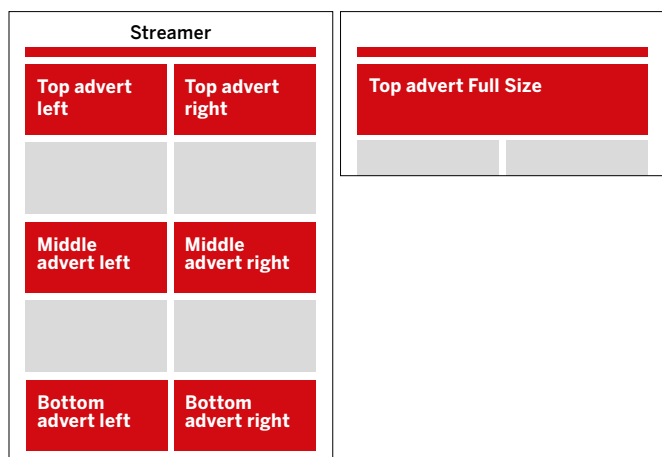 Streamer
Top advert
left
Top advert
right
Middle
advert left
Middle
advert right
Bottom
advert left
Bottom
advert right
Top advert Full Size